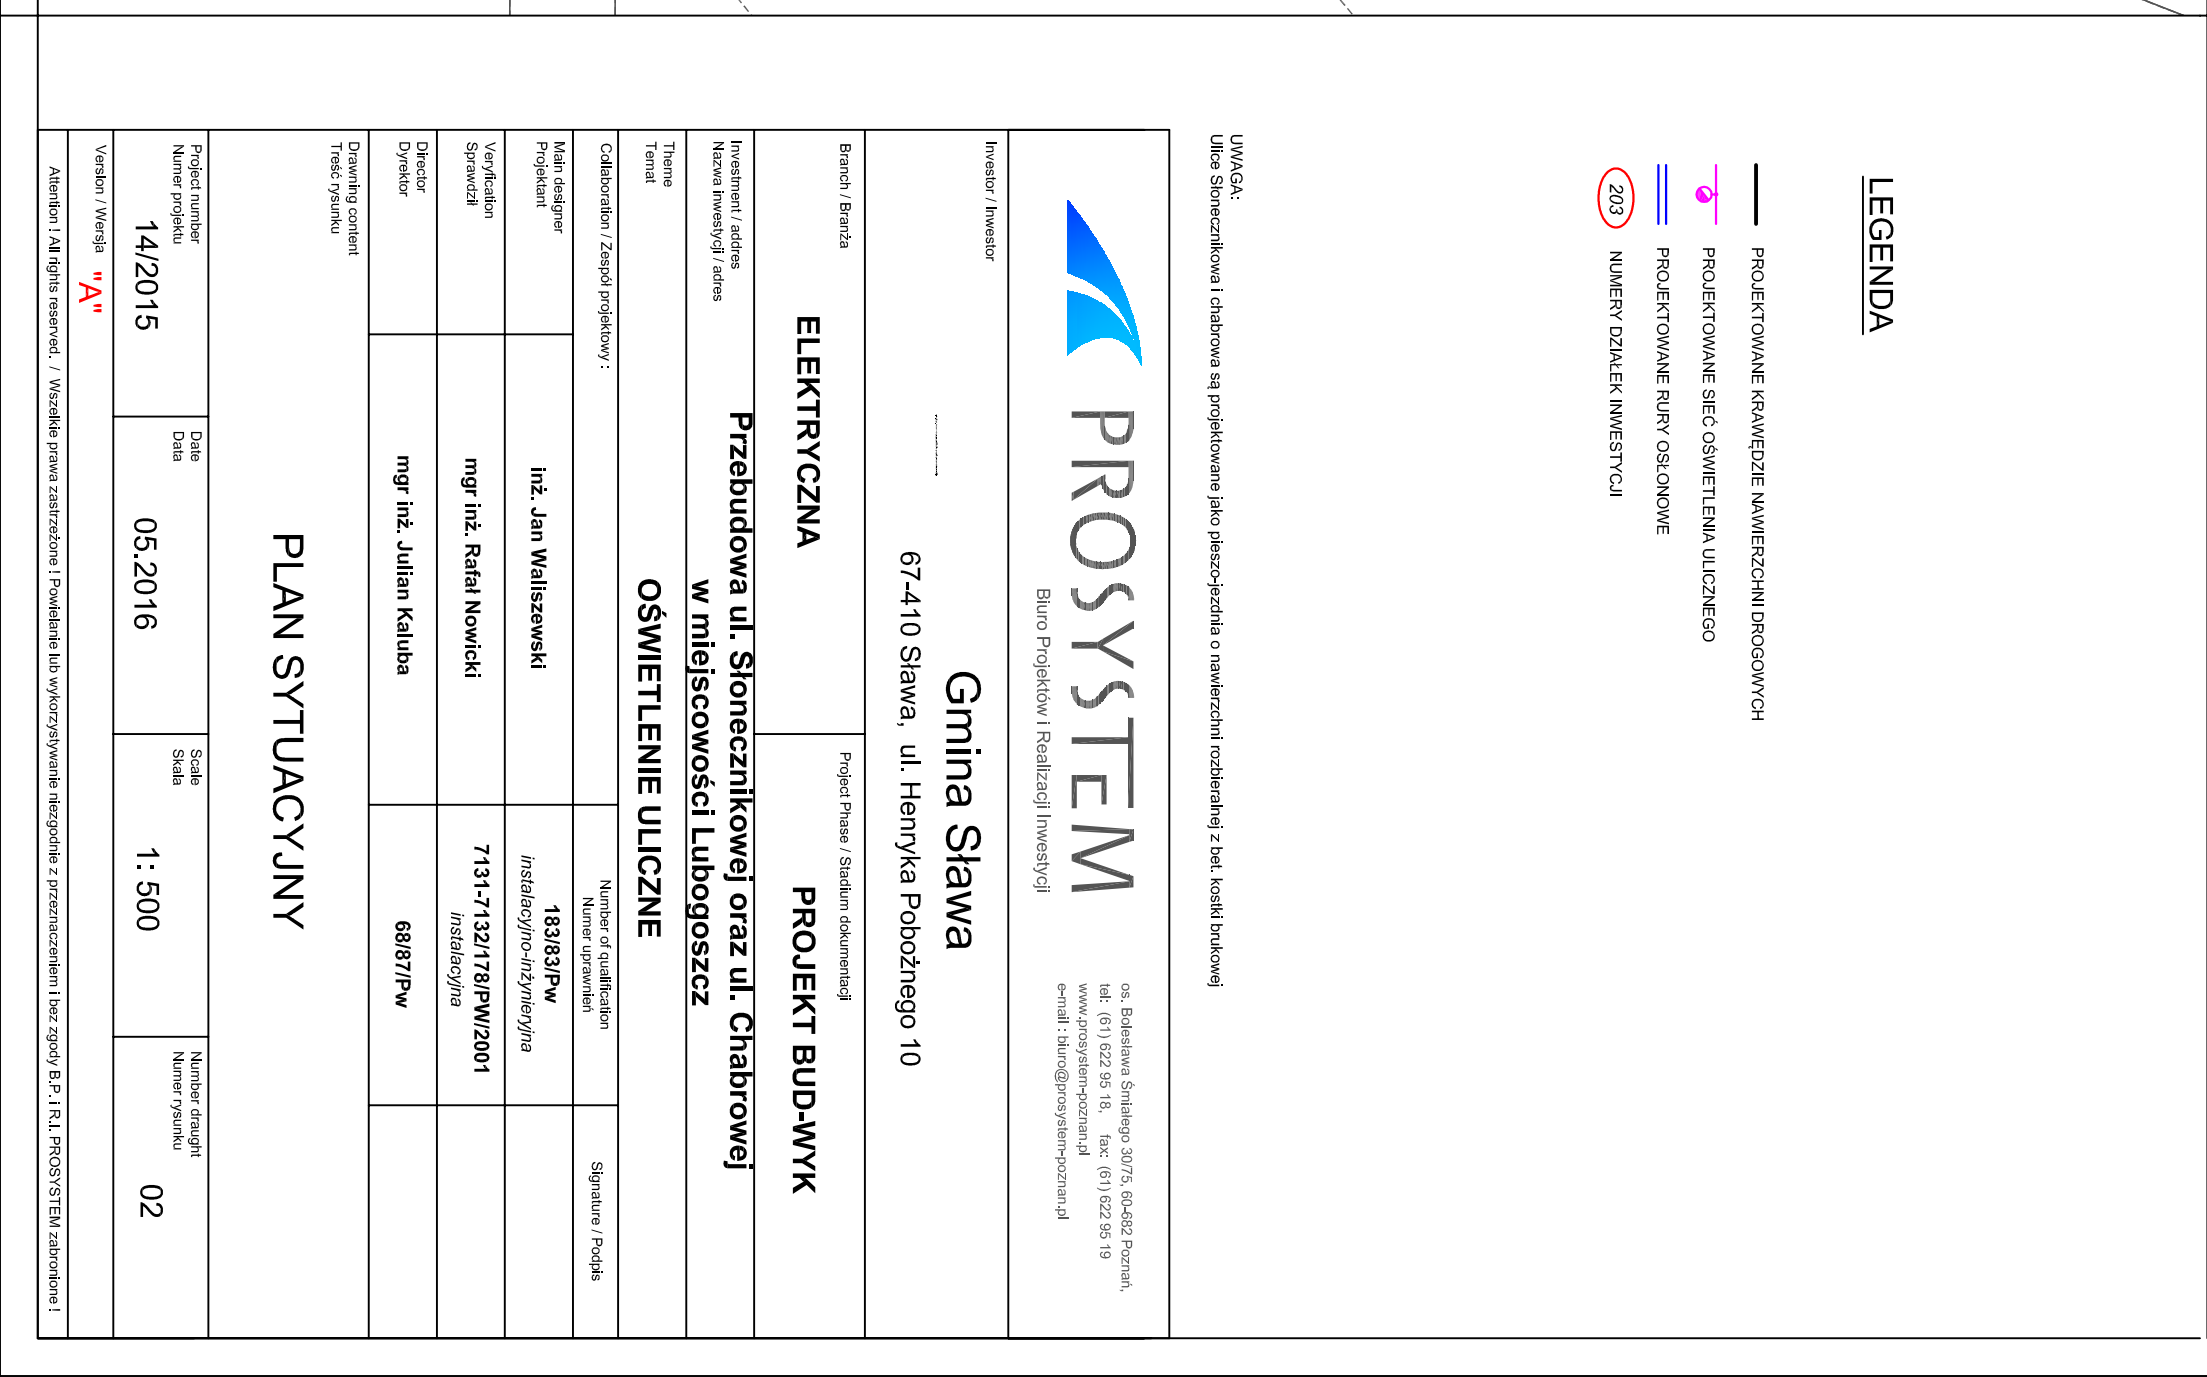 LEGENDA
PROJEKTOWANE KRAWĘDZIE NAWIERZCHNI DROGOWYCH
PROJEKTOWANE SIEĆ OŚWIETLENIA ULICZNEGO
PROJEKTOWANE RURY OSŁONOWE
203 NUMERY DZIAŁEK INWESTYCJI
UWAGA:
Ulice Słonecznikowa i chabrowa są projektowane jako pieszo-jezdnia o nawierzchni rozbieralnej z bet. kostki brukowej
PROSYSTEM
Biuro Projektów i Realizacji Inwestycji
os. Bolesława Śmiałego 30/75, 60-682 Poznań,
tel: (61) 622 95 18, fax: (61) 622 95 19
www.prosystem-poznan.pl
e-mail : biuro@prosystem-poznan.pl
Investor / Inwestor
Gmina Sława
67-410 Sława, ul. Henryka Pobożnego 10
Branch / Branża
ELEKTRYCZNA
Project Phase / Stadium dokumentacji
PROJEKT BUD-WYK
Investment / addres
Nazwa inwestycji / adres
Przebudowa ul. Słonecznikowej oraz ul. Chabrowej
w miejscowości Lubogoszcz
Theme
Temat
OŚWIETLENIE ULICZNE
Collaboration / Zespół projektowy :
Number of qualification
Numer uprawnień
Signature / Podpis
Main designer
Projektant
inż. Jan Waliszewski
183/83/Pw
instalacyjno-inżynieryjna
Veryfication
Sprawdził
mgr inż. Rafał Nowicki
7131-7132/178/PW/2001
instalacyjna
Director
Dyrektor
mgr inż. Julian Kaluba
68/87/Pw
Drawning content
Treść rysunku
PLAN SYTUACYJNY
Project number
Numer projektu
14/2015
Date
Data
05.2016
Scale
Skala
1: 500
Number draught
Numer rysunku
02
Version / Wersja "A"
Attention ! All rights reserved. / Wszelkie prawa zastrzeżone ! Powielanie lub wykorzystywanie niezgodnie z przeznaczeniem i bez zgody B.P. i R.I. PROSYSTEM zabronione !